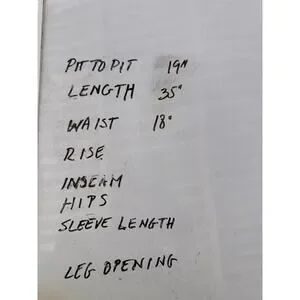 PIT TO PIT 19"
LENGTH 35"
WAIST 18"
RISE
INSEAM
HIPS
SLEEVE LENGTH
LEG OPENING